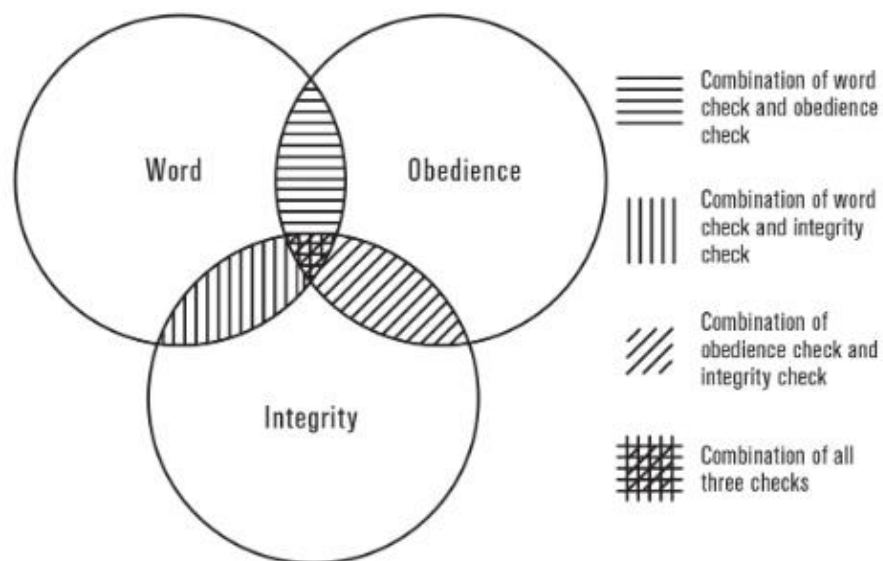 Word
Obedience
Integrity
Combination of word
check and obedience
check
Combination of word
check and integrity
check
Combination of
obedience check and
integrity check
Combination of all
three checks